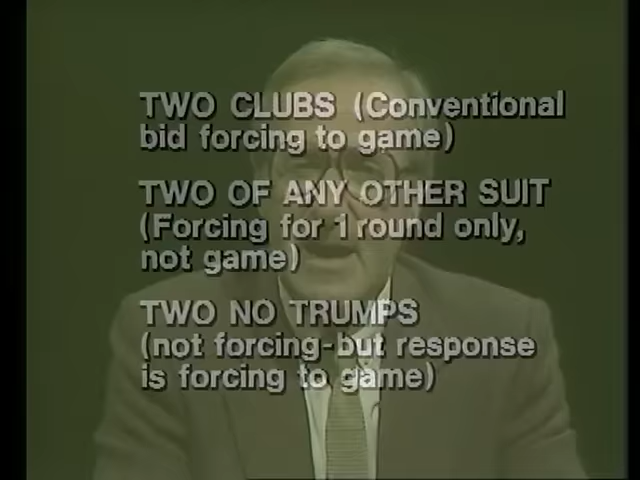 TWO CLUBS (Conventional
bid forcing to game)
TWO OF ANY OTHER SUIT
(Forcing for 1 round only,
not game)
TWO NO TRUMPS
(not forcing-but response
is forcing to game)